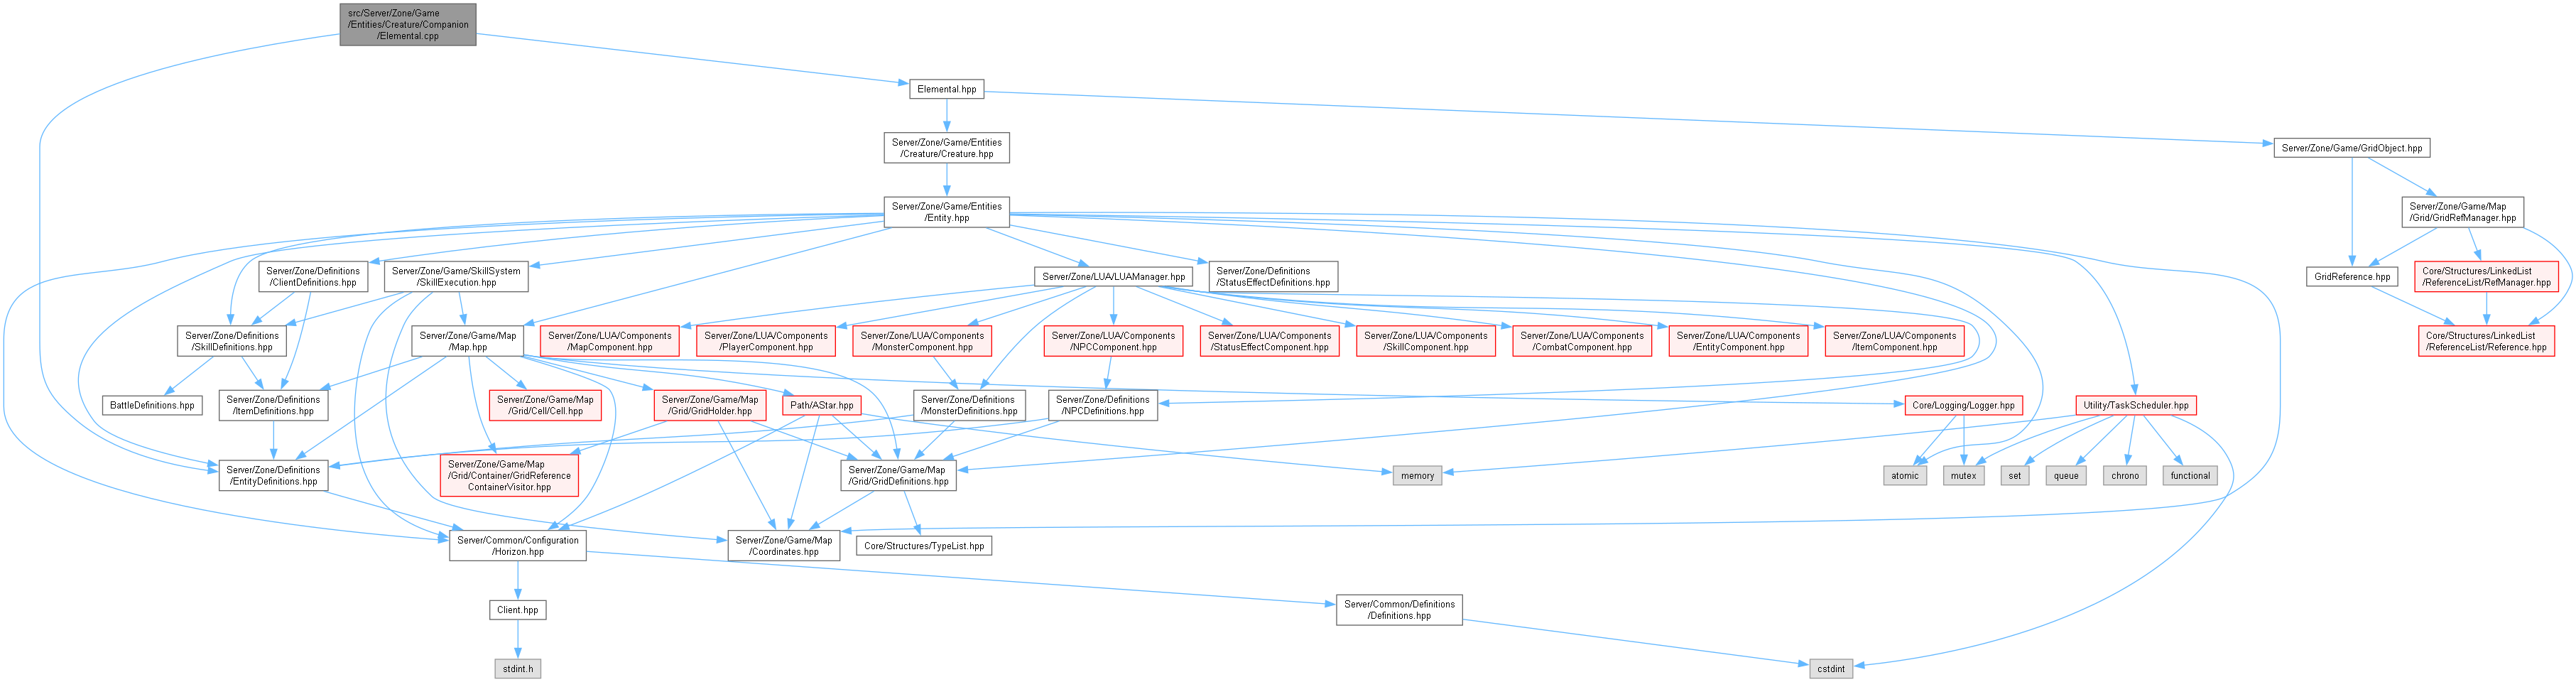 src/Server/Zone/Game
/Entities/Creature/Companion
/Elemental.cpp
Elemental.hpp
Server/Zone/Game/Entities
/Creature/Creature.hpp
Server/Zone/Game/GridObject.hpp
Server/Zone/Game/Entities
/Entity.hpp
Server/Zone/Game/Map
/Grid/GridRefManager.hpp
Server/Zone/Definitions
/ClientDefinitions.hpp
Server/Zone/Game/SkillSystem
/SkillExecution.hpp
Server/Zone/LUA/LUAManager.hpp
Server/Zone/Definitions
/StatusEffectDefinitions.hpp
GridReference.hpp
Core/Structures/LinkedList
/ReferenceList/RefManager.hpp
Server/Zone/Definitions
/SkillDefinitions.hpp
Server/Zone/Game/Map
/Map.hpp
Server/Zone/LUA/Components
/MapComponent.hpp
Server/Zone/LUA/Components
/PlayerComponent.hpp
Server/Zone/LUA/Components
/MonsterComponent.hpp
Server/Zone/LUA/Components
/NPCComponent.hpp
Server/Zone/LUA/Components
/StatusEffectComponent.hpp
Server/Zone/LUA/Components
/SkillComponent.hpp
Server/Zone/LUA/Components
/CombatComponent.hpp
Server/Zone/LUA/Components
/EntityComponent.hpp
Server/Zone/LUA/Components
/ItemComponent.hpp
Core/Structures/LinkedList
/ReferenceList/Reference.hpp
BattleDefinitions.hpp
Server/Zone/Definitions
/ItemDefinitions.hpp
Server/Zone/Game/Map
/Grid/Cell/Cell.hpp
Server/Zone/Game/Map
/Grid/GridHolder.hpp
Path/AStar.hpp
Server/Zone/Definitions
/MonsterDefinitions.hpp
Server/Zone/Definitions
/NPCDefinitions.hpp
Core/Logging/Logger.hpp
Utility/TaskScheduler.hpp
Server/Zone/Definitions
/EntityDefinitions.hpp
Server/Zone/Game/Map
/Grid/Container/GridReference
ContainerVisitor.hpp
Server/Zone/Game/Map
/Grid/GridDefinitions.hpp
memory
atomic
mutex
set
queue
chrono
functional
Server/Common/Configuration
/Horizon.hpp
Server/Zone/Game/Map
/Coordinates.hpp
Core/Structures/TypeList.hpp
Client.hpp
Server/Common/Definitions
/Definitions.hpp
stdint.h
cstdint